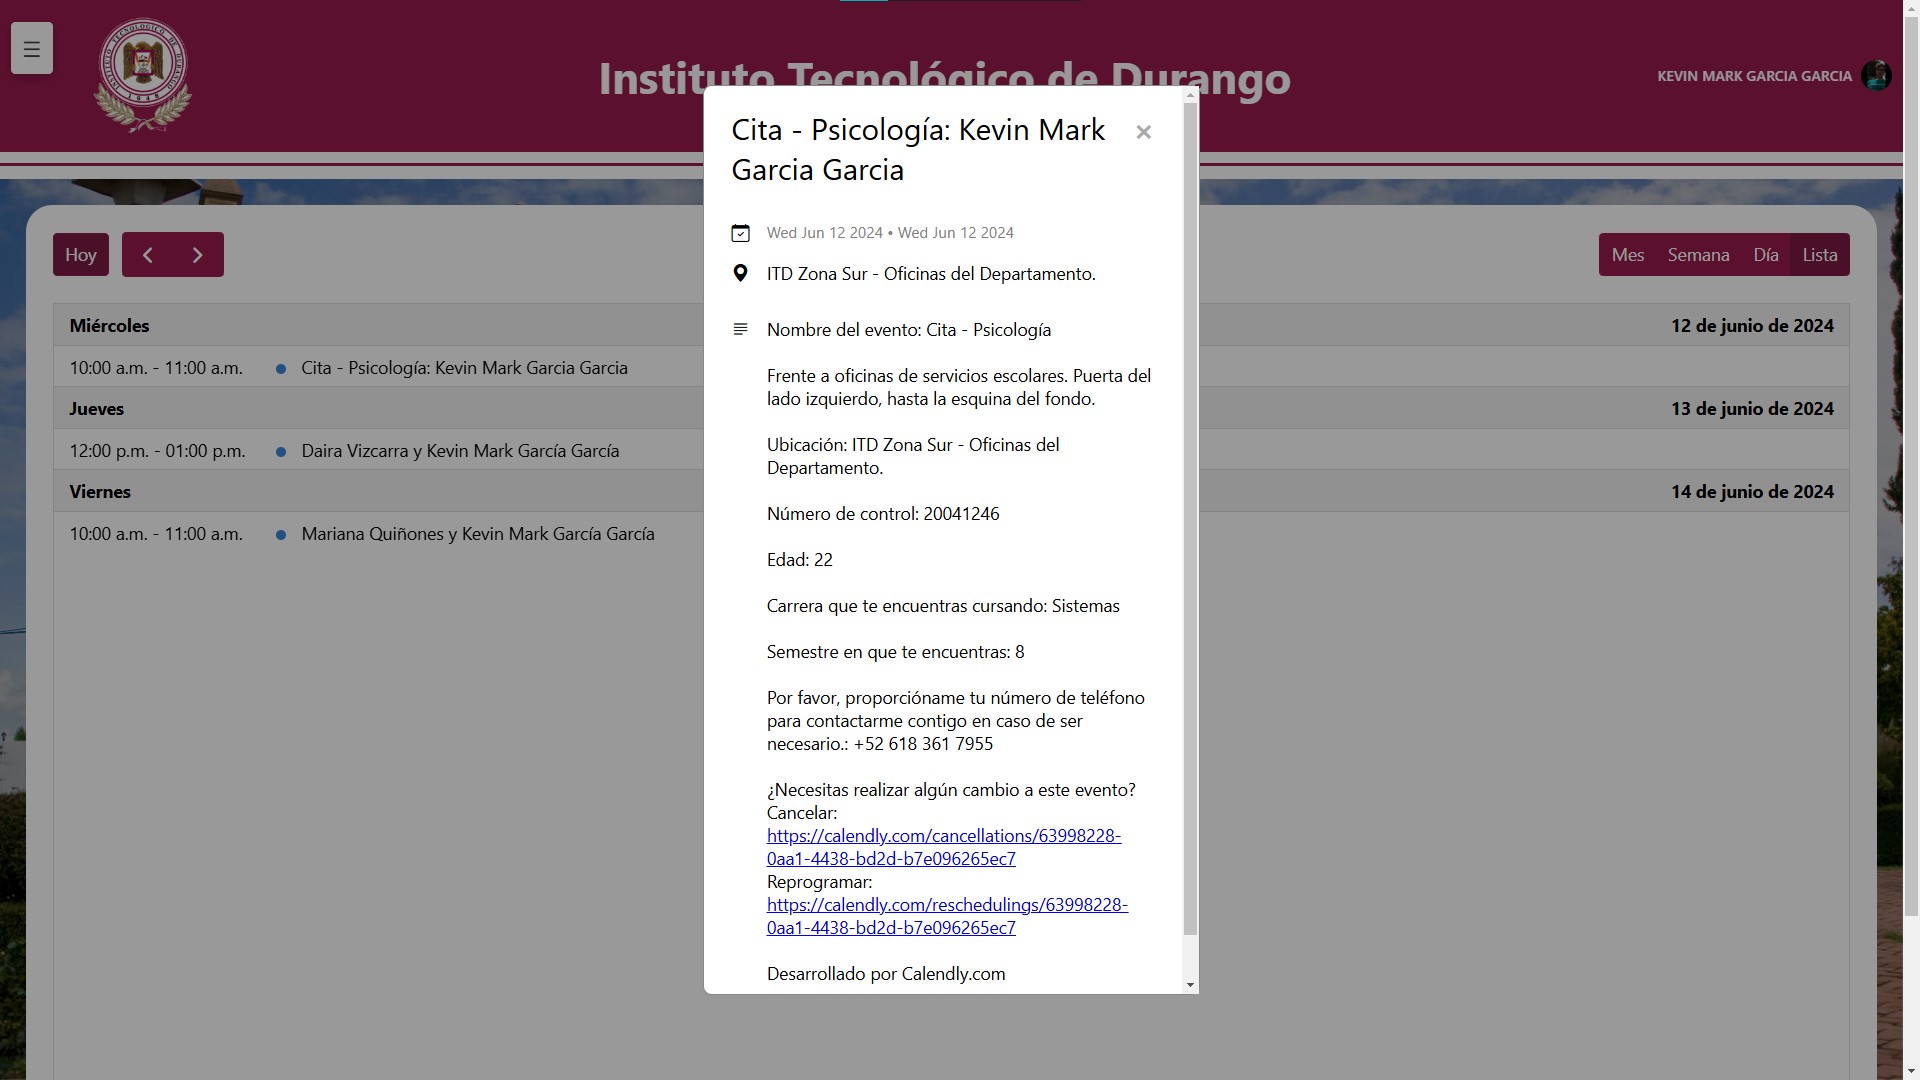 Instituto Tecnológico de Durango
KEVIN MARK GARCIA GARCIA
Hoy
Mes Semana Día Lista
Miércoles 12 de junio de 2024
10:00 a.m. - 11:00 a.m. Cita - Psicología: Kevin Mark Garcia Garcia
Jueves 13 de junio de 2024
12:00 p.m. - 01:00 p.m. Daira Vizcarra y Kevin Mark García García
Viernes 14 de junio de 2024
10:00 a.m. - 11:00 a.m. Mariana Quiñones y Kevin Mark García García
Cita - Psicología: Kevin Mark
Garcia Garcia
×
Wed Jun 12 2024 • Wed Jun 12 2024
ITD Zona Sur - Oficinas del Departamento.
Nombre del evento: Cita - Psicología
Frente a oficinas de servicios escolares. Puerta del
lado izquierdo, hasta la esquina del fondo.
Ubicación: ITD Zona Sur - Oficinas del
Departamento.
Número de control: 20041246
Edad: 22
Carrera que te encuentras cursando: Sistemas
Semestre en que te encuentras: 8
Por favor, proporcióname tu número de teléfono
para contactarme contigo en caso de ser
necesario.: +52 618 361 7955
¿Necesitas realizar algún cambio a este evento?
Cancelar:
https://calendly.com/cancellations/63998228-
0aa1-4438-bd2d-b7e096265ec7
Reprogramar:
https://calendly.com/reschedulings/63998228-
0aa1-4438-bd2d-b7e096265ec7
Desarrollado por Calendly.com
INSTITUTO TECNOLÓGICO DE DURANGO
1948